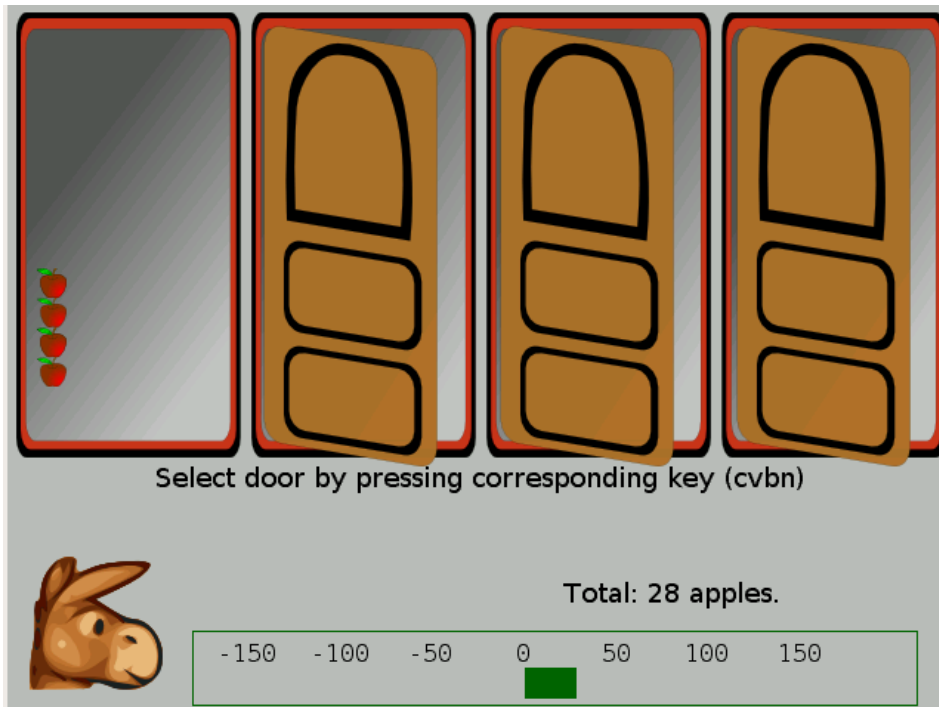 Select door by pressing corresponding key (cvbn)
Total: 28 apples.
-150 -100 -50 0 50 100 150